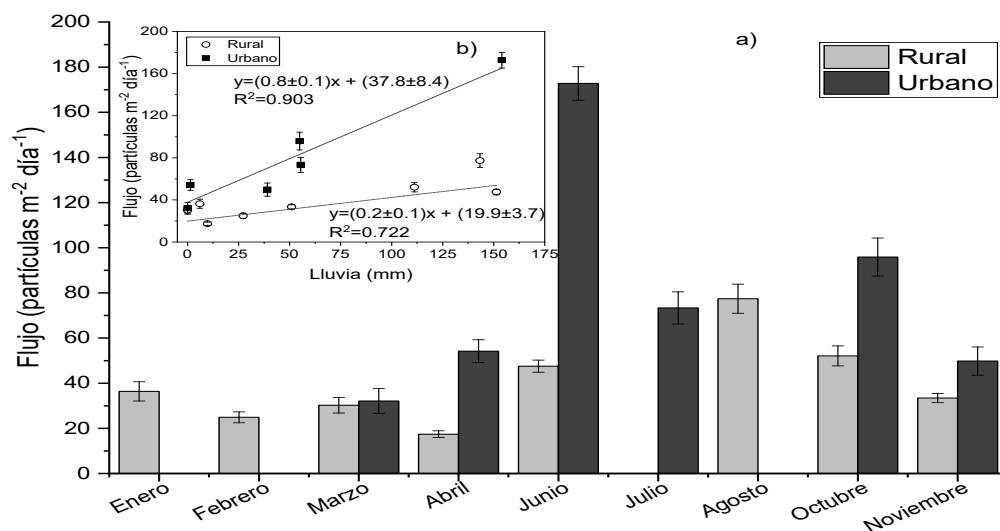 a)
Rural
Urbano
Flujo (partículas m-2 día-1)
200
180
160
140
120
100
80
60
40
20
0
Enero
Febrero
Marzo
Abril
Junio
Julio
Agosto
Octubre
Noviembre
b)
Rural
Urbano
y=(0.8±0.1)x + (37.8±8.4)
R2=0.903
y=(0.2±0.1)x + (19.9±3.7)
R2=0.722
Flujo (partículas m-2 día-1)
200
160
120
80
40
0
0 25 50 75 100 125 150 175
Lluvia (mm)